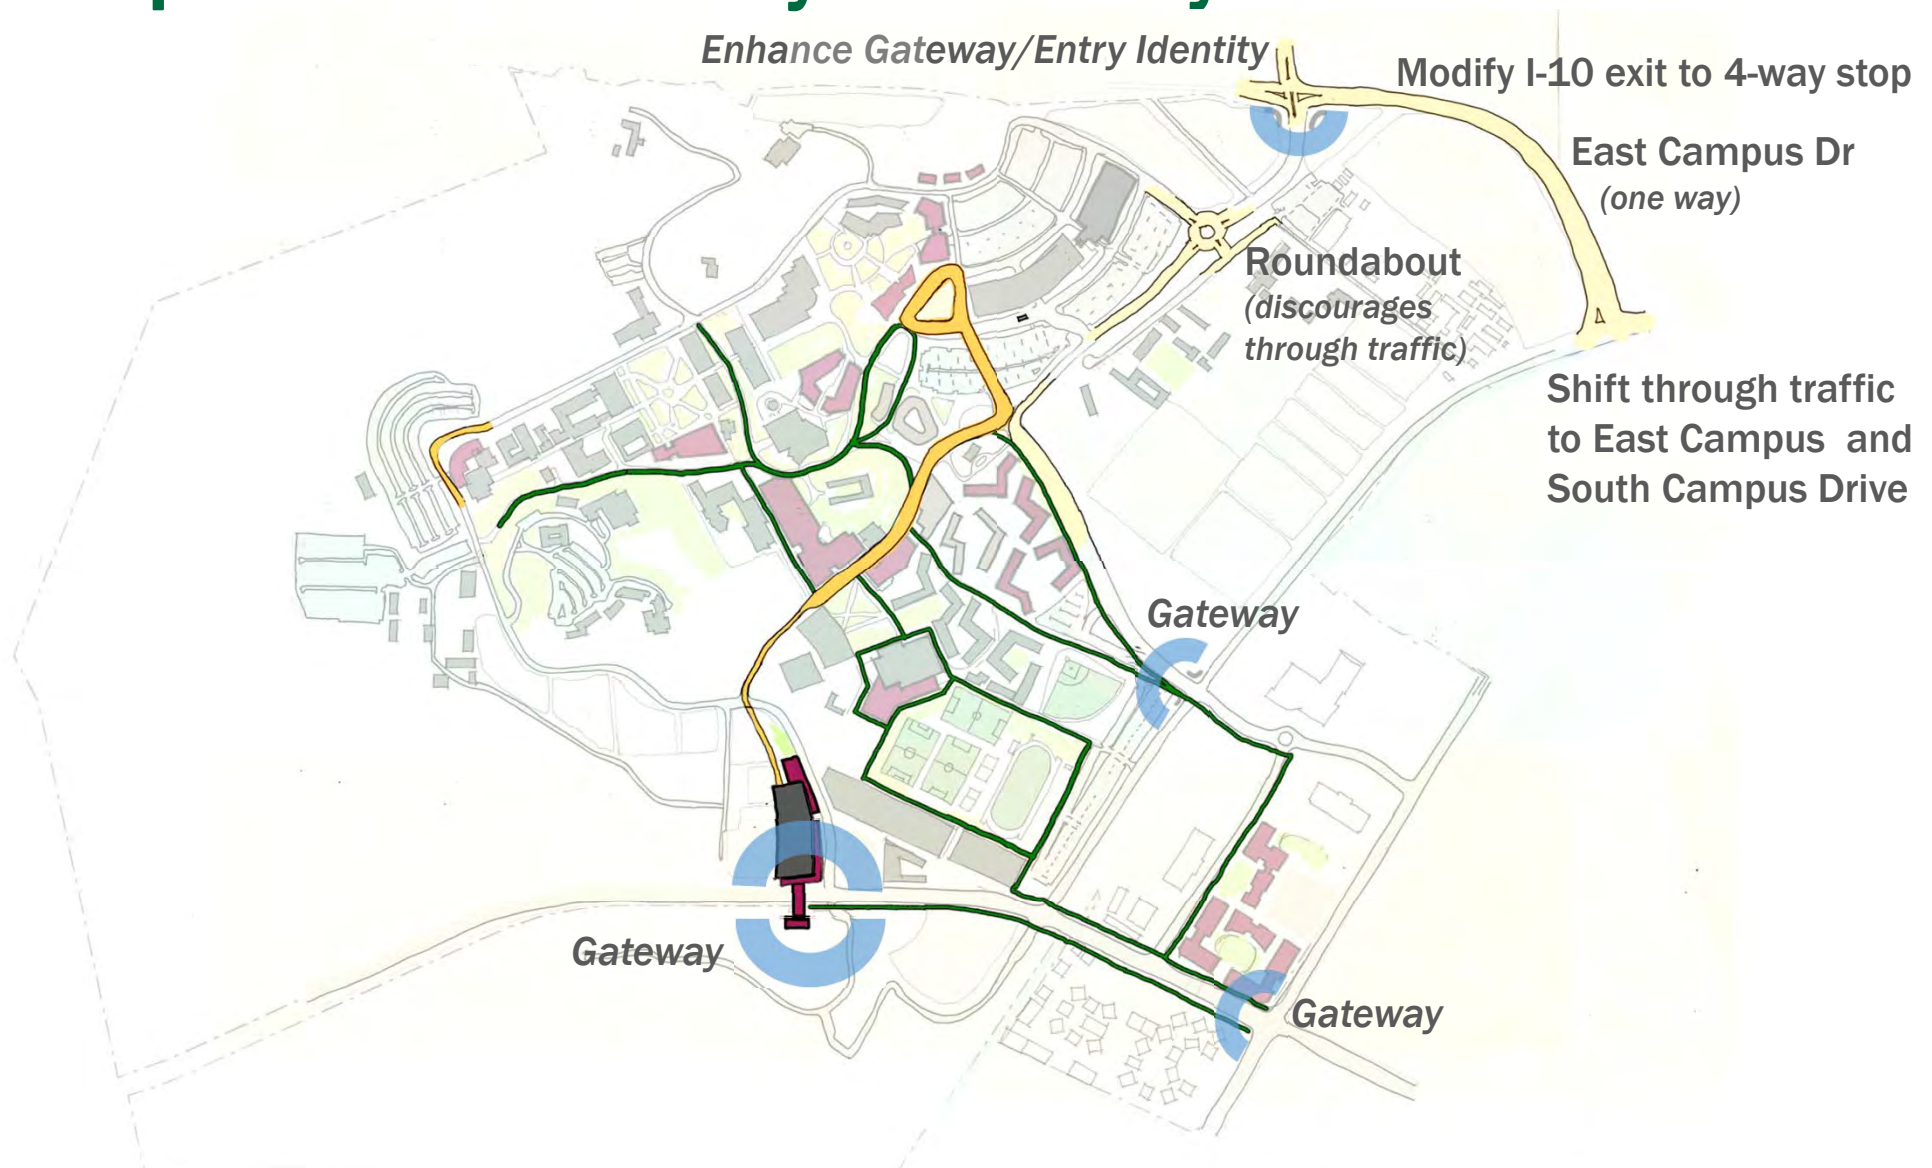 Enhance Gateway/Entry Identity
Modify I-10 exit to 4-way stop
East Campus Dr
(one way)
Roundabout
(discourages
through traffic)
Shift through traffic
to East Campus and
South Campus Drive
Gateway
Gateway
Gateway